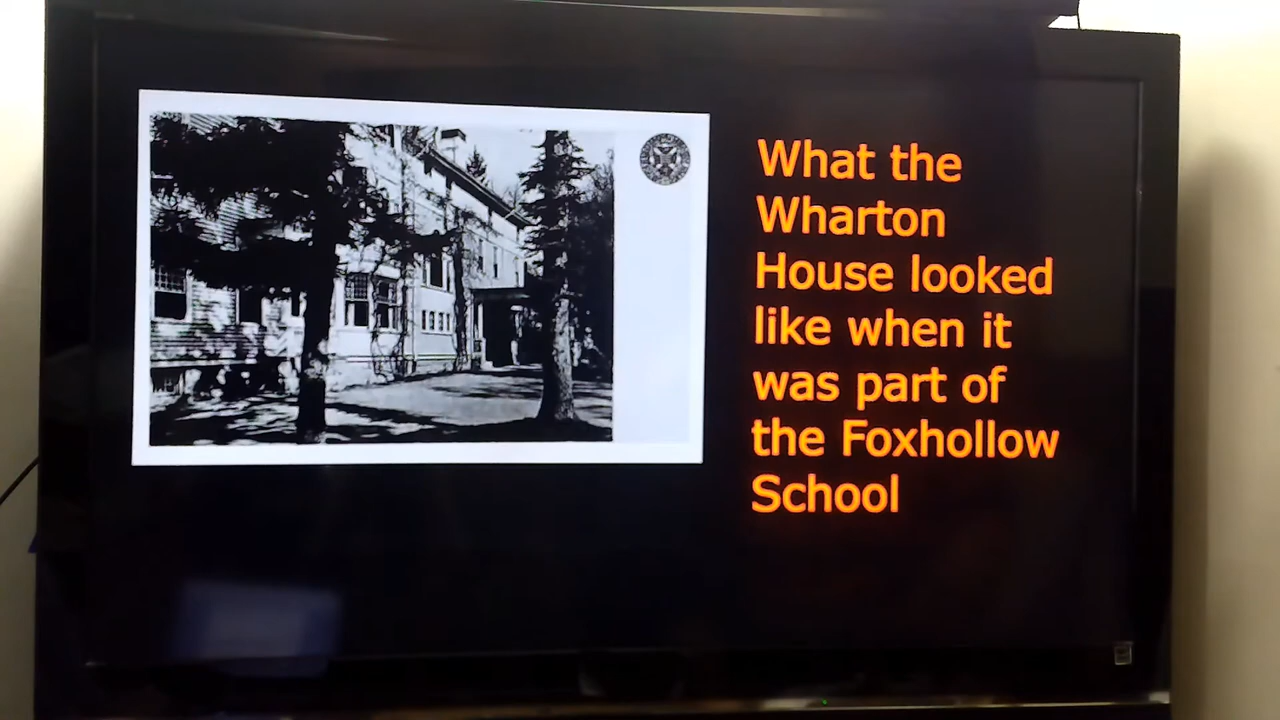 What the
Wharton
House looked
like when it
was part of
the Foxhollow
School